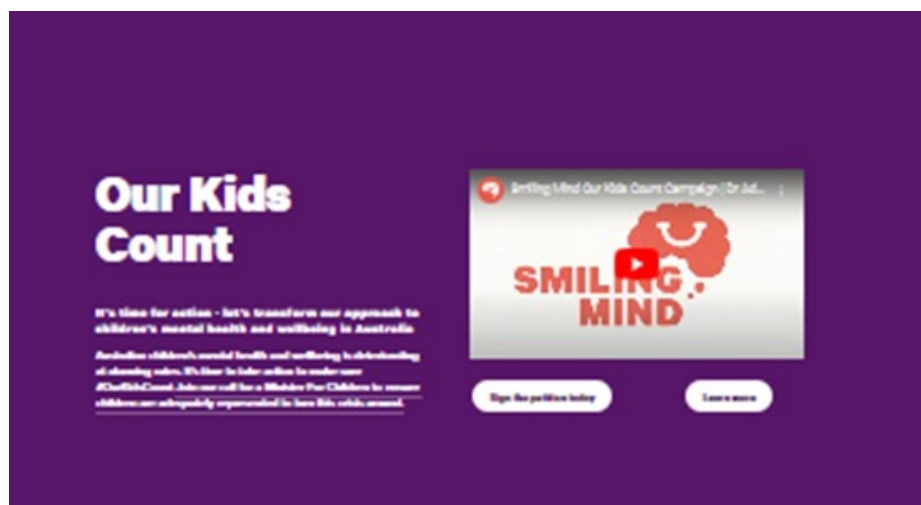 Our Kids
Count
It's time for action - let's transform our approach to
children's mental health and wellbeing in Australia
Australian children's mental health and wellbeing is deteriorating
at alarming rates. It's time to take action to make sure
#OurKidsCount. Join our call for a Minister For Children to ensure
children are adequately represented to turn this crisis around.
Smiling Mind Our Kids Count Campaign | Dr Ad...
SMILING
MIND
Sign the petition today
Learn more